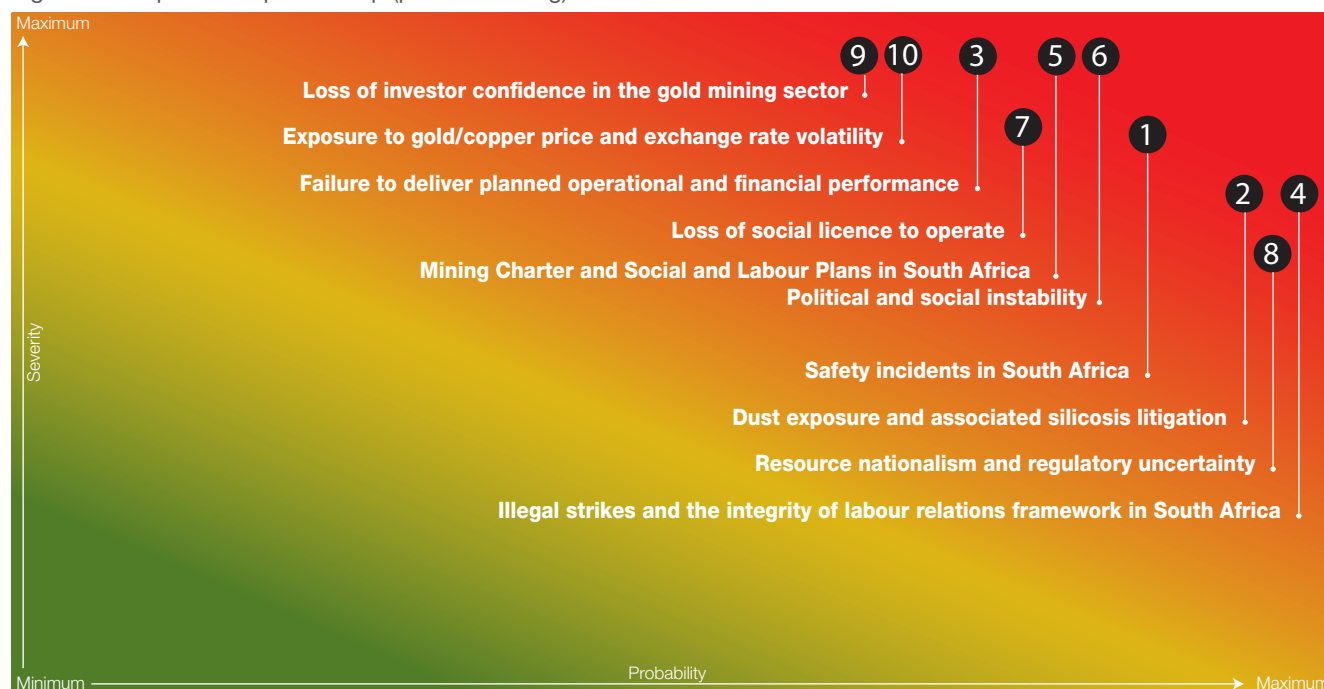 Maximum
9 10 3 5 6
Loss of investor confidence in the gold mining sector
7
1
Exposure to gold/copper price and exchange rate volatility
Failure to deliver planned operational and financial performance
2 4
Loss of social licence to operate
8
Mining Charter and Social and Labour Plans in South Africa
Political and social instability
Severity
Safety incidents in South Africa
Dust exposure and associated silicosis litigation
Resource nationalism and regulatory uncertainty
Illegal strikes and the integrity of labour relations framework in South Africa
Probability
Minimum
Maximum